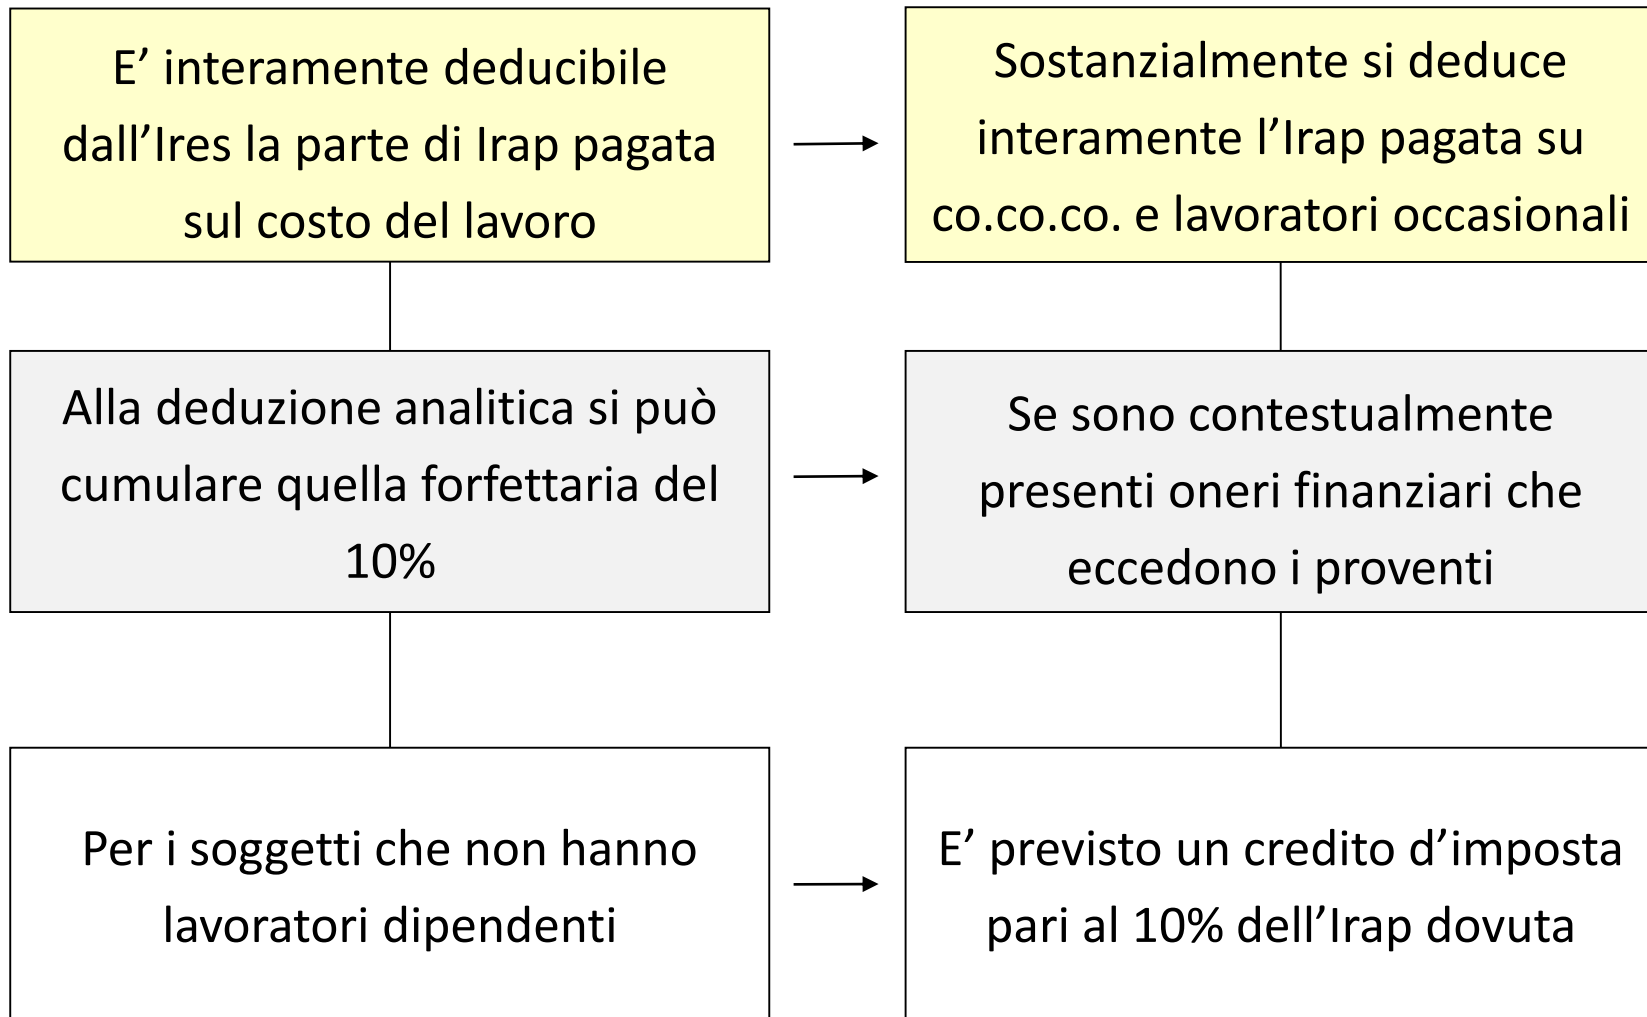 E’ interamente deducibile
dall’Ires la parte di Irap pagata
sul costo del lavoro
Sostanzialmente si deduce
interamente l’Irap pagata su
co.co.co. e lavoratori occasionali
Alla deduzione analitica si può
cumulare quella forfettaria del
10%
Se sono contestualmente
presenti oneri finanziari che
eccedono i proventi
Per i soggetti che non hanno
lavoratori dipendenti
E’ previsto un credito d’imposta
pari al 10% dell’Irap dovuta